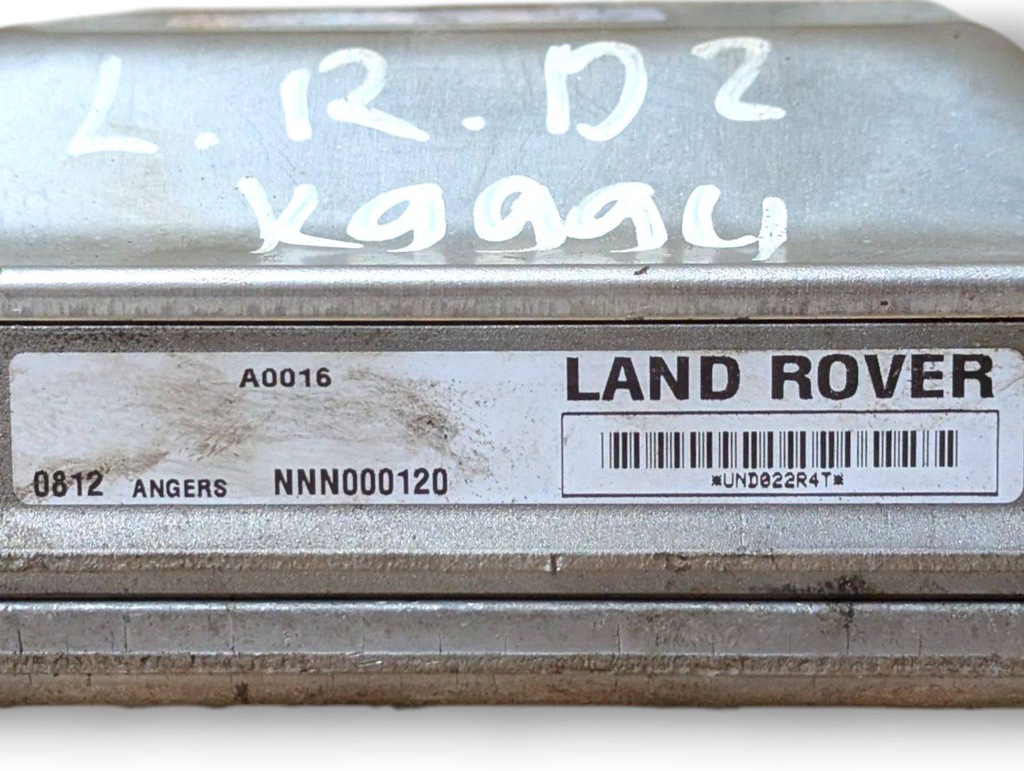 L.R.D2
K9994
A0016
LAND ROVER
*UND022R4T*
0812 ANGERS NNN000120